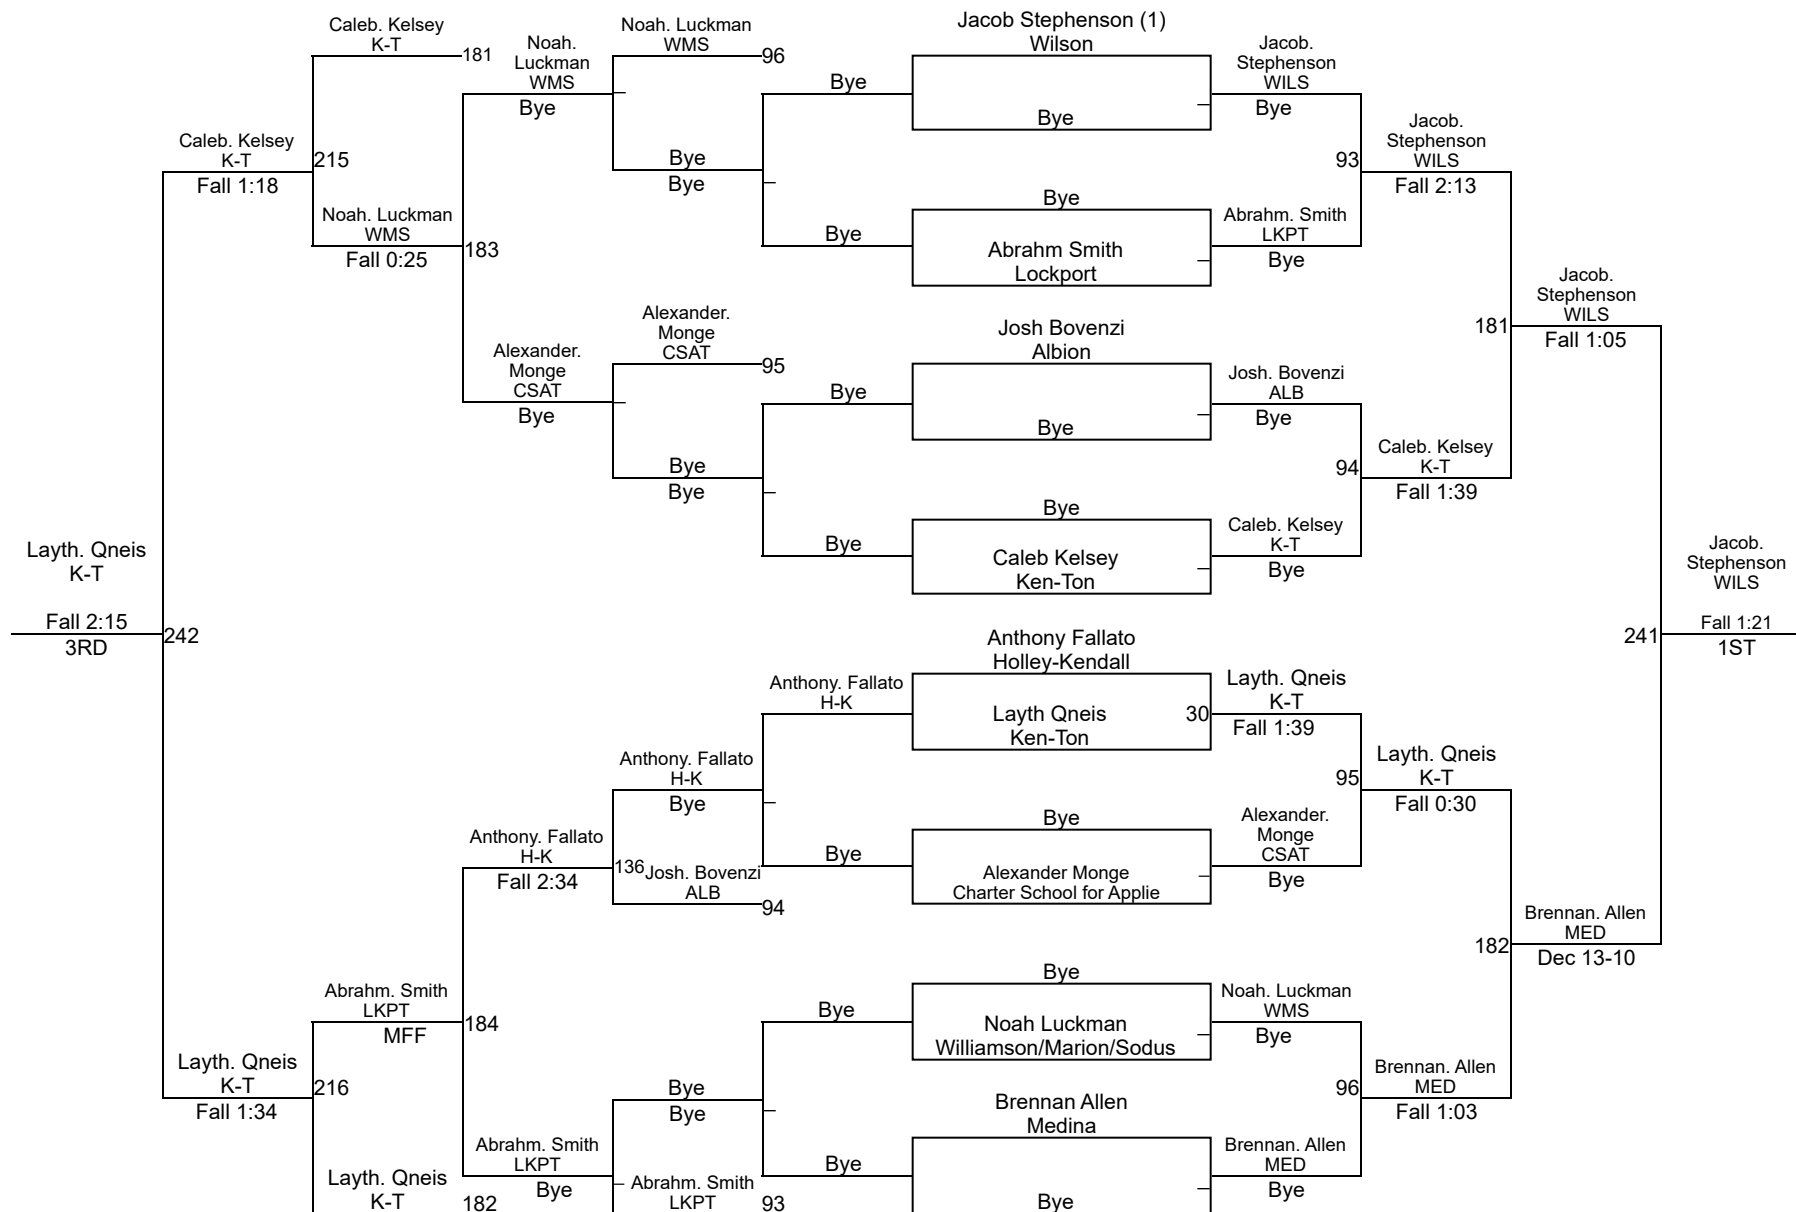 Caleb. Kelsey
K-T
181
Caleb. Kelsey
K-T
215
Fall 1:18
Noah. Luckman
WMS
Fall 0:25
183
Noah.
Luckman
WMS
Bye
Noah. Luckman
WMS
96
Bye
Bye
Alexander.
Monge
CSAT
Bye
Alexander.
Monge
CSAT
95
Bye
Bye
Bye
Bye
Bye
Bye
Jacob Stephenson (1)
Wilson
Bye
Bye
Abrahm Smith
Lockport
Josh Bovenzi
Albion
Bye
Bye
Caleb Kelsey
Ken-Ton
Jacob.
Stephenson
WILS
Bye
93
Abrahm. Smith
LKPT
Bye
Jacob.
Stephenson
WILS
Fall 2:13
Josh. Bovenzi
ALB
Bye
94
Caleb. Kelsey
K-T
Bye
Caleb. Kelsey
K-T
Fall 1:39
181
Jacob.
Stephenson
WILS
Fall 1:05
Layth. Qneis
K-T
Fall 2:15
3RD
242
241
Jacob.
Stephenson
WILS
Fall 1:21
1ST
Anthony Fallato
Holley-Kendall
Layth Qneis
Ken-Ton
30
Layth. Qneis
K-T
Fall 1:39
Anthony. Fallato
H-K
Bye
Bye
Alexander Monge
Charter School for Applie
Alexander.
Monge
CSAT
Bye
95
Layth. Qneis
K-T
Fall 0:30
Anthony. Fallato
H-K
Bye
Anthony. Fallato
H-K
Fall 2:34
136
Josh. Bovenzi
ALB
94
182
Brennan. Allen
MED
Dec 13-10
Abrahm. Smith
LKPT
MFF
184
Layth. Qneis
K-T
Fall 1:34
216
Layth. Qneis
K-T
182
Abrahm. Smith
LKPT
Bye
Bye
Bye
Abrahm. Smith
LKPT
93
Bye
Bye
Bye
Noah Luckman
Williamson/Marion/Sodus
Brennan Allen
Medina
Bye
Noah. Luckman
WMS
Bye
96
Brennan. Allen
MED
Bye
Brennan. Allen
MED
Fall 1:03